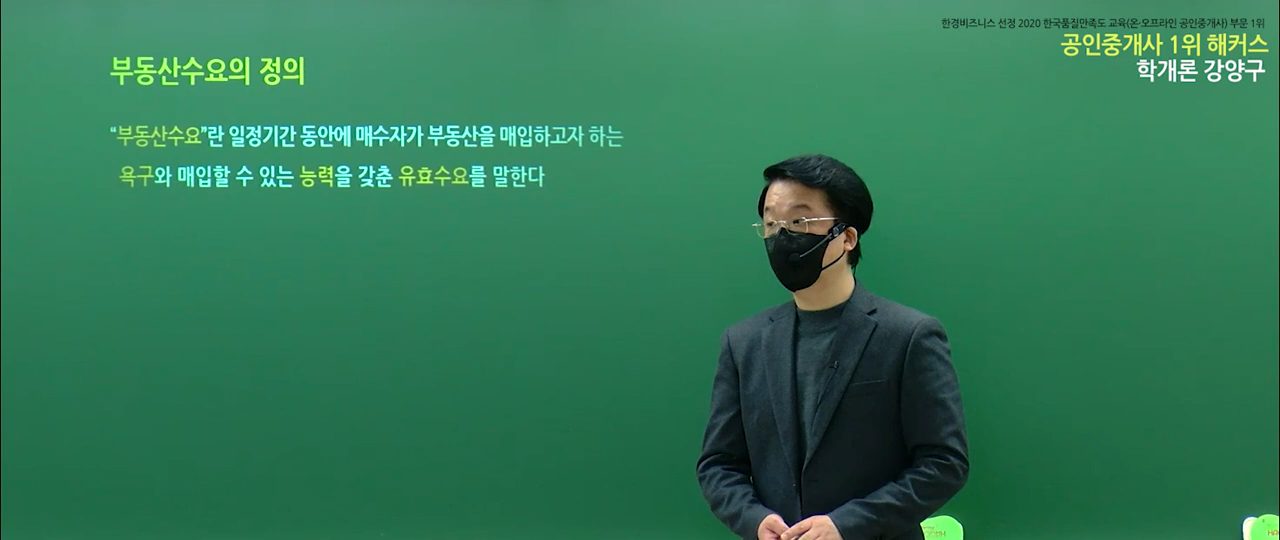 한경비즈니스 선정 2020 한국품질만족도 교육(온·오프라인 공인중개사) 부문 1위
공인중개사 1위 해커스
학개론 강양구
부동산수요의 정의
“부동산수요”란 일정기간 동안에 매수자가 부동산을 매입하고자 하는
욕구와 매입할 수 있는 능력을 갖춘 유효수요를 말한다